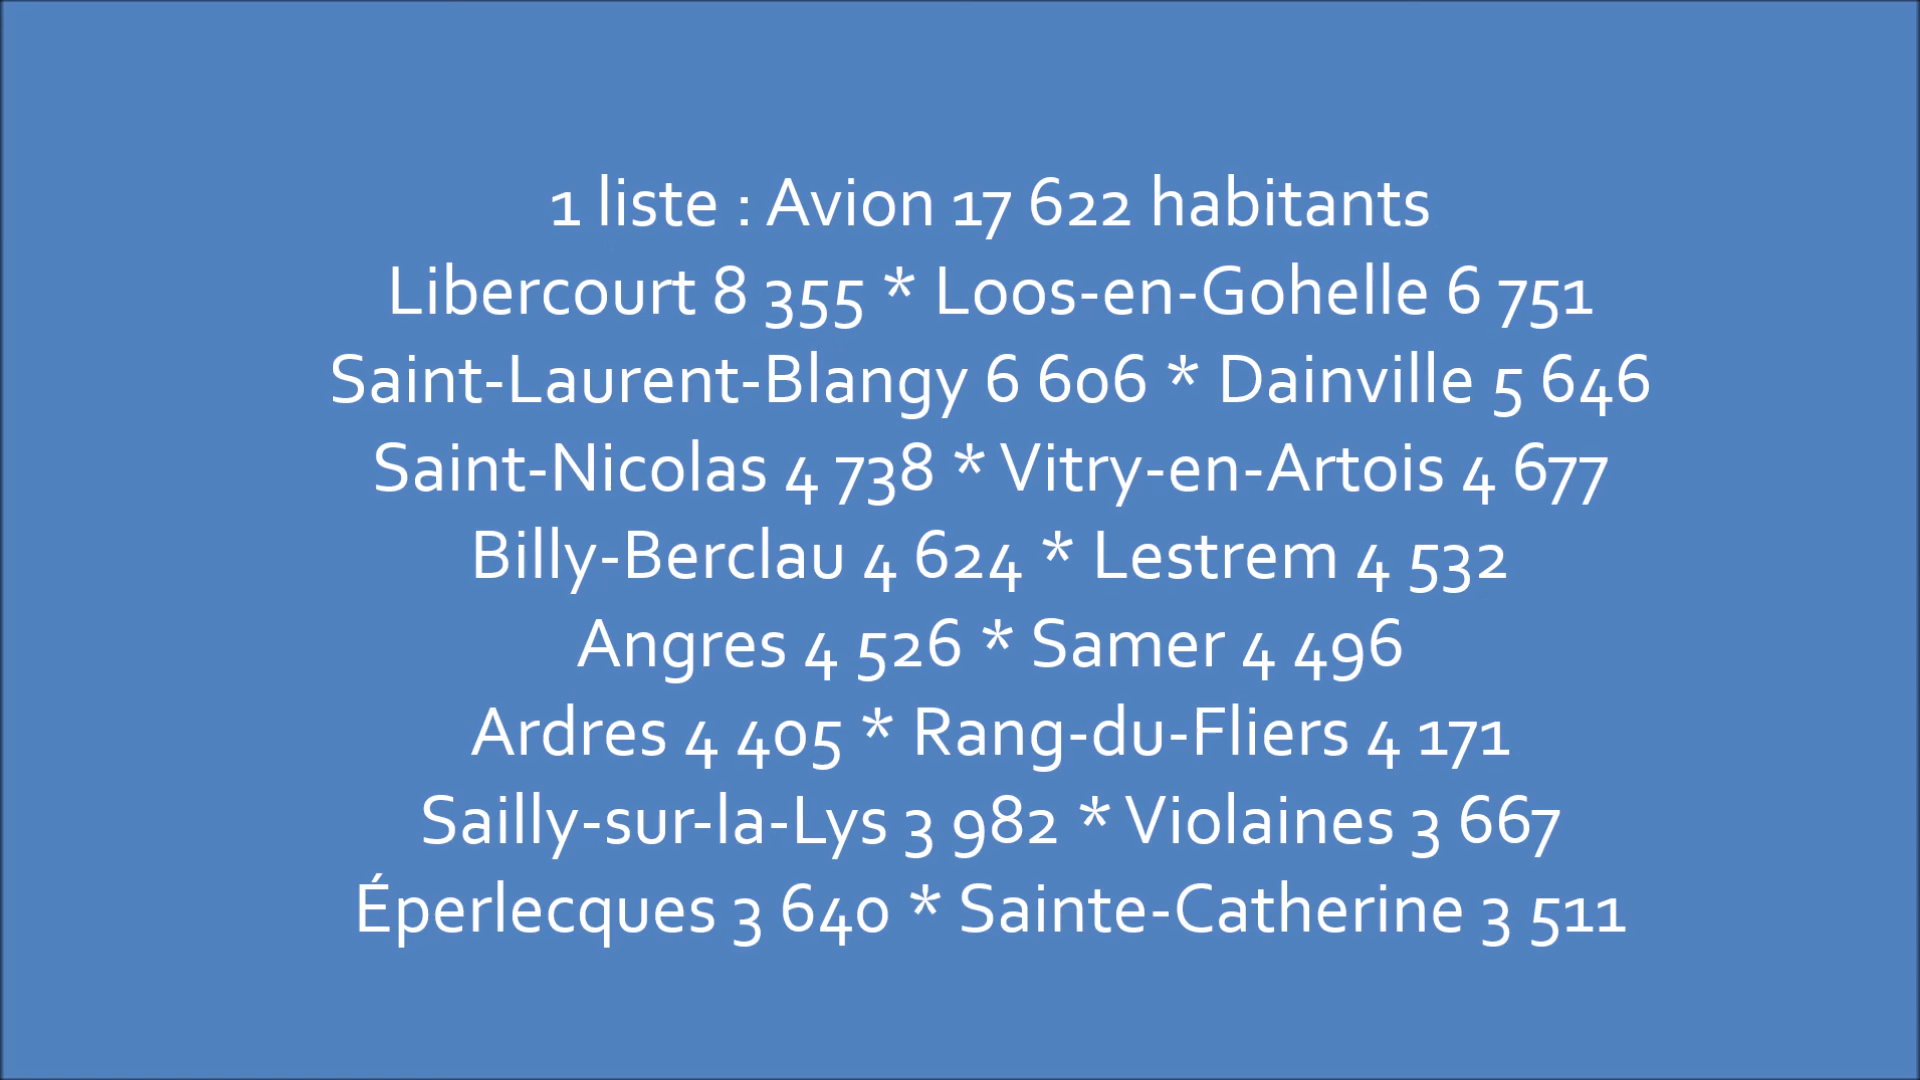 1 liste : Avion 17 622 habitants
Libercourt 8 355 * Loos-en-Gohelle 6 751
Saint-Laurent-Blangy 6 606 * Dainville 5 646
Saint-Nicolas 4 738 * Vitry-en-Artois 4 677
Billy-Berclau 4 624 * Lestrem 4 532
Angres 4 526 * Samer 4 496
Ardres 4 405 * Rang-du-Fliers 4 171
Sailly-sur-la-Lys 3 982 * Violaines 3 667
Éperlecques 3 640 * Sainte-Catherine 3 511